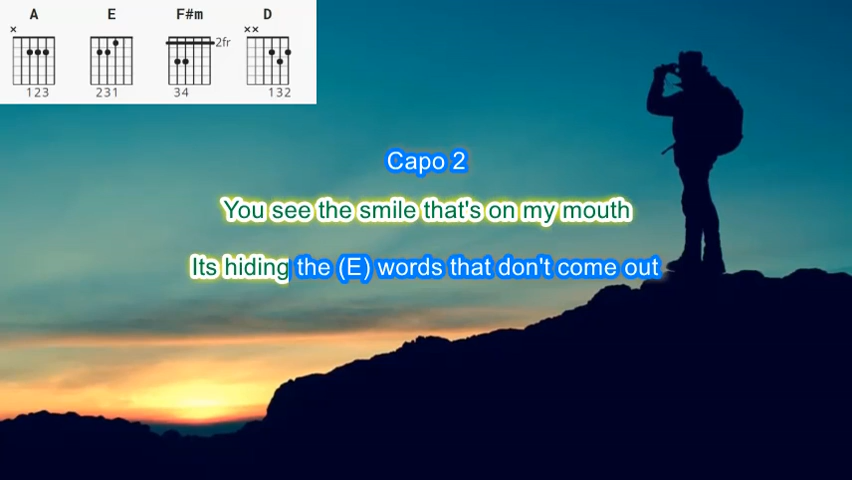 A E F#m D
× ××
2fr
123 231 34 132
Capo 2
You see the smile that's on my mouth
Its hiding the (E) words that don't come out